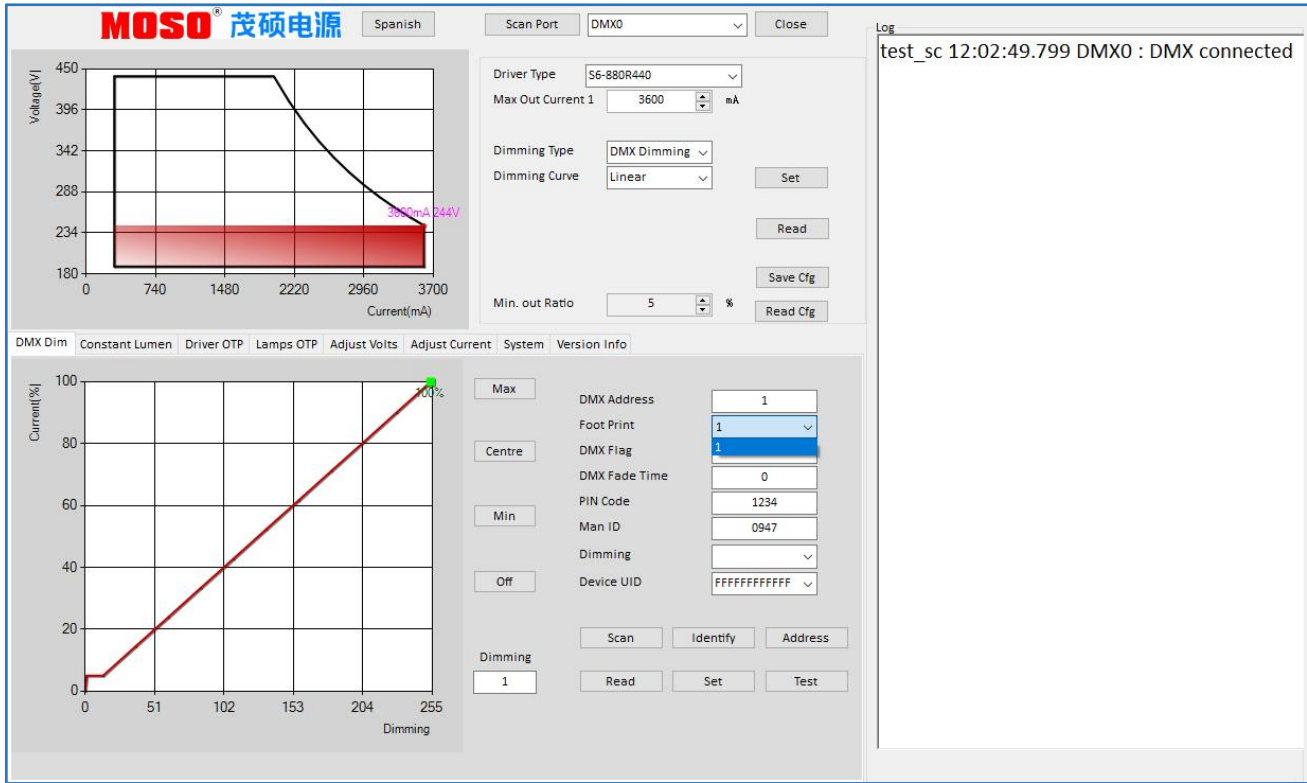 MOSO® 茂硕电源 Spanish
Scan Port DMX0 Close
Voltage[V]
450
396
342
288
234
180
3600mA 244V
0 740 1480 2220 2960 3700
Current(mA)
Driver Type S6-880R440
Max Out Current 1 3600 mA
Dimming Type DMX Dimming
Dimming Curve Linear Set
Read
Save Cfg
Min. out Ratio 5 % Read Cfg
DMX Dim Constant Lumen Driver OTP Lamps OTP Adjust Volts Adjust Current System Version Info
Current[%]
100
80
60
40
20
0
100%
0 51 102 153 204 255
Dimming
Max
Centre
Min
Off
Dimming
1
DMX Address 1
Foot Print 1
1
DMX Flag
DMX Fade Time 0
PIN Code 1234
Man ID 0947
Dimming
Device UID FFFFFFFFFFFF
Scan Identify Address
Read Set Test
Log
test_sc 12:02:49.799 DMX0 : DMX connected